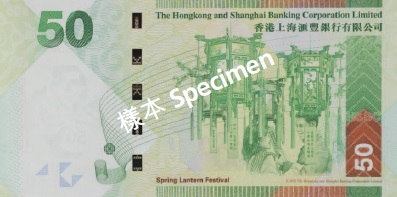 50
The Hongkong and Shanghai Banking Corporation Limited
香港上海滙豐銀行有限公司
樣本 Specimen
Spring Lantern Festival
50